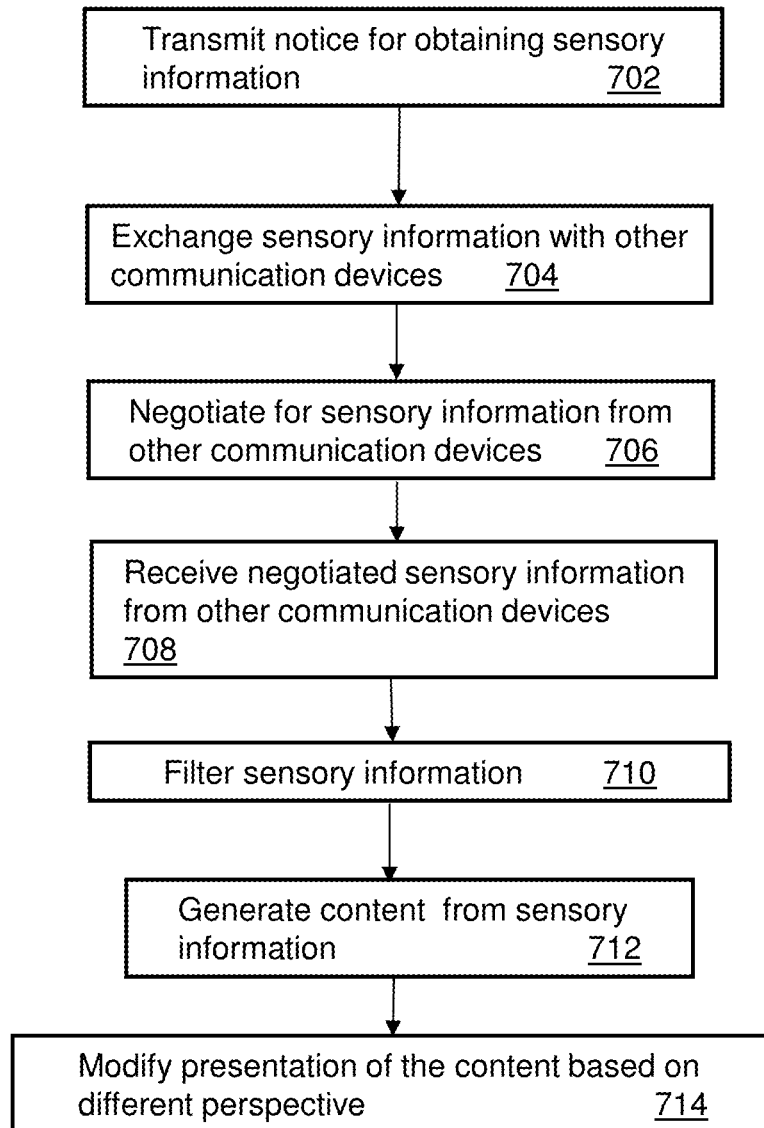 Transmit notice for obtaining sensory
information 702
Exchange sensory information with other
communication devices 704
Negotiate for sensory information from
other communication devices 706
Receive negotiated sensory information
from other communication devices
708
Filter sensory information 710
Generate content from sensory
information 712
Modify presentation of the content based on
different perspective 714